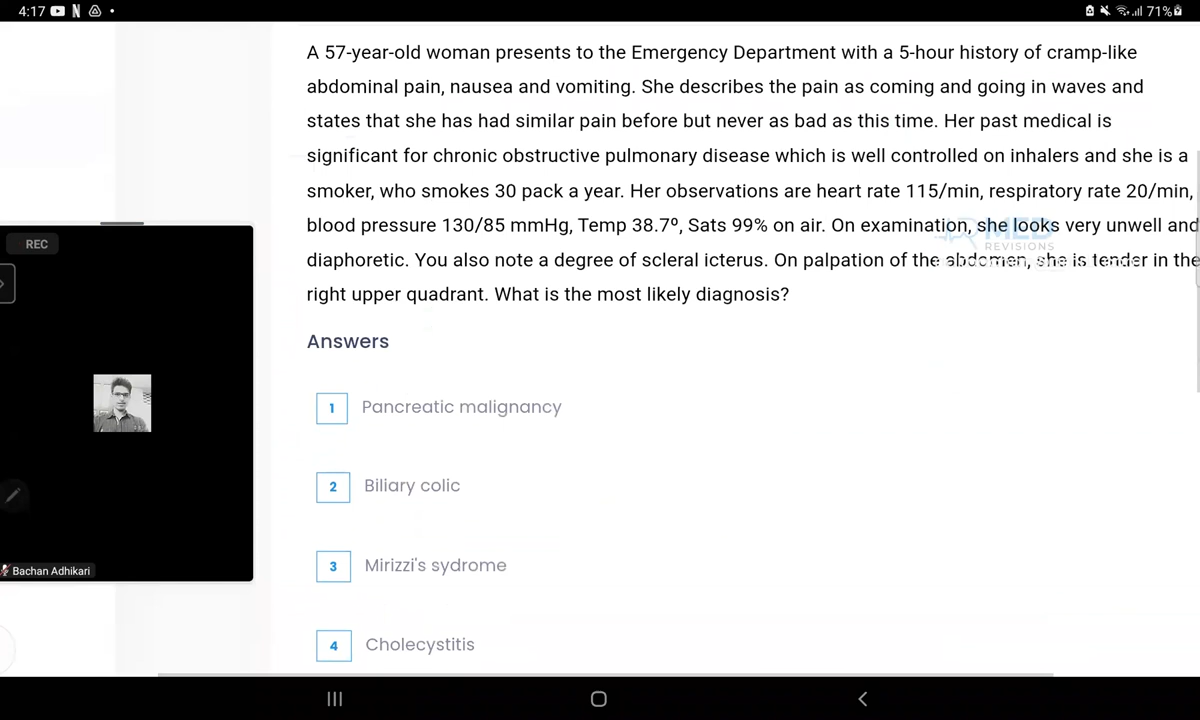 4:17
71%
A 57-year-old woman presents to the Emergency Department with a 5-hour history of cramp-like
abdominal pain, nausea and vomiting. She describes the pain as coming and going in waves and
states that she has had similar pain before but never as bad as this time. Her past medical is
significant for chronic obstructive pulmonary disease which is well controlled on inhalers and she is a
smoker, who smokes 30 pack a year. Her observations are heart rate 115/min, respiratory rate 20/min,
blood pressure 130/85 mmHg, Temp 38.7º, Sats 99% on air. On examination, she looks very unwell and
diaphoretic. You also note a degree of scleral icterus. On palpation of the abdomen, she is tender in the
right upper quadrant. What is the most likely diagnosis?
MED
REVISIONS
REC
Answers
1 Pancreatic malignancy
2 Biliary colic
3 Mirizzi's sydrome
4 Cholecystitis
Bachan Adhikari